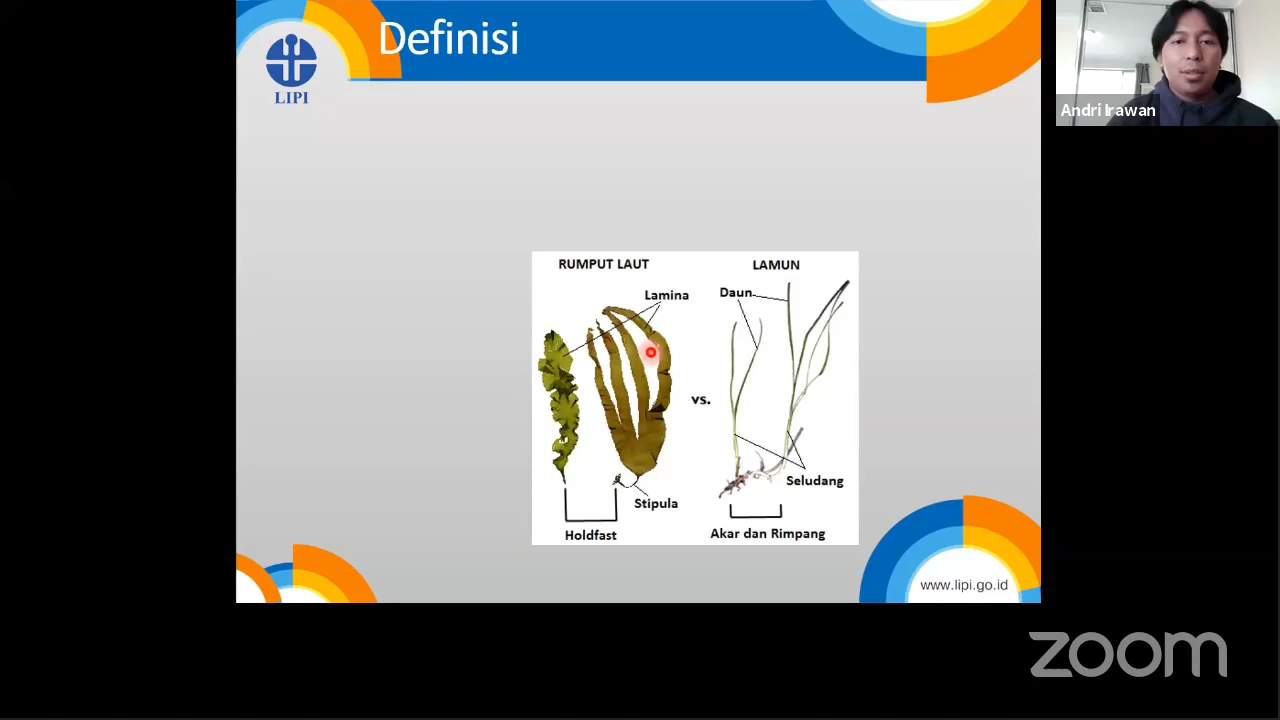 Definisi
LIPI
Andri Irawan
RUMPUT LAUT
LAMUN
Lamina
Daun
vs.
Seludang
Stipula
Holdfast
Akar dan Rimpang
www.lipi.go.id
zoom